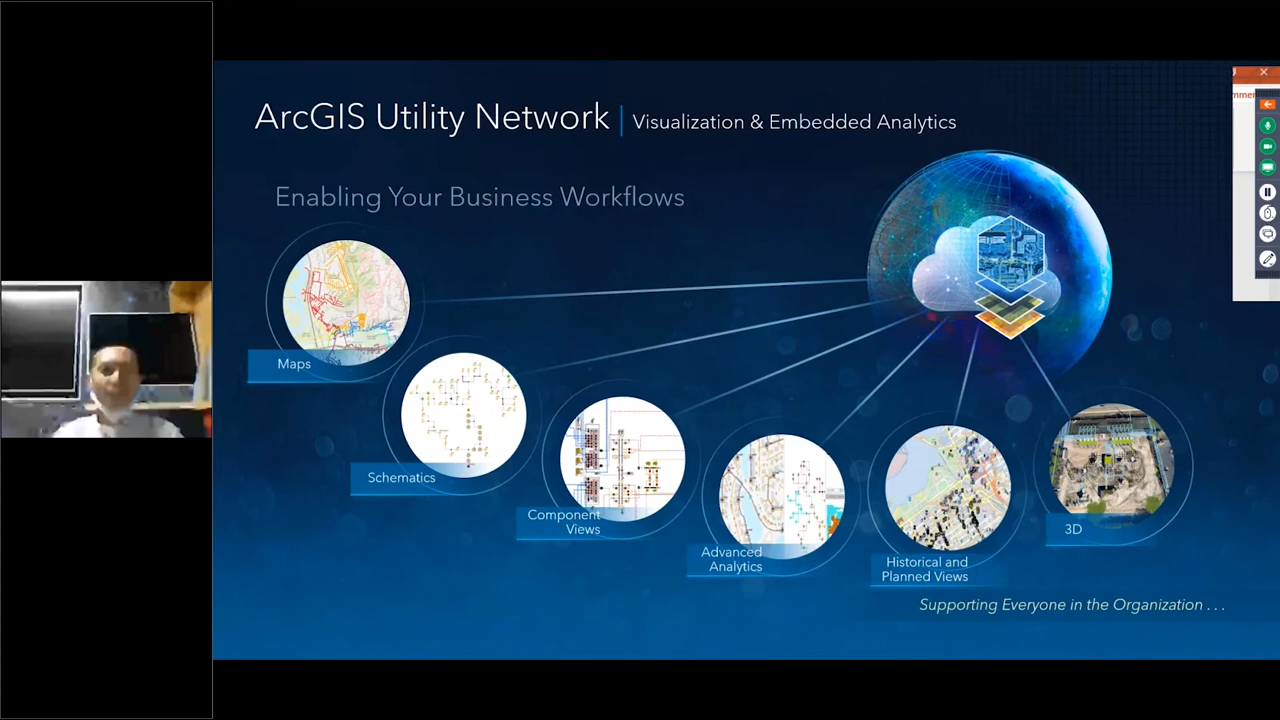 ArcGIS Utility Network | Visualization & Embedded Analytics
Enabling Your Business Workflows
Maps
Schematics
Component
Views
Advanced
Analytics
Historical and
Planned Views
3D
Supporting Everyone in the Organization . . .